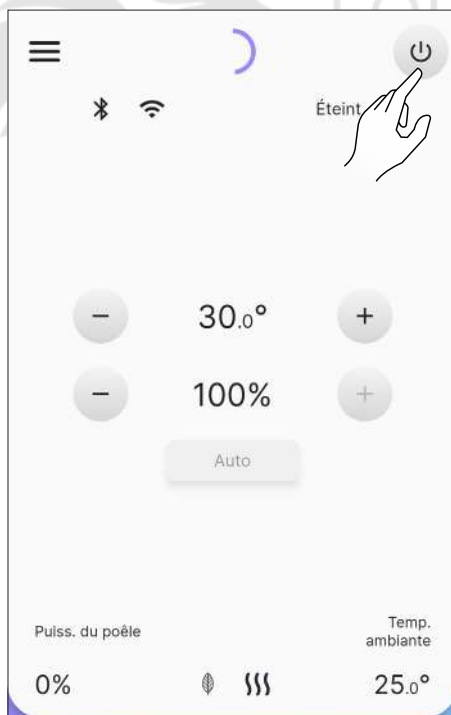 Éteint
− 30.0° +
− 100% +
Auto
Puiss. du poêle
Temp.
ambiante
0%
25.0°